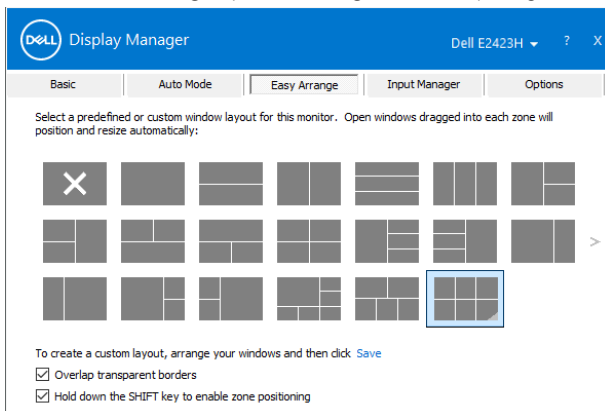 DELL Display Manager Dell E2423H ? X
Basic Auto Mode Easy Arrange Input Manager Options
Select a predefined or custom window layout for this monitor. Open windows dragged into each zone will
position and resize automatically:
>
To create a custom layout, arrange your windows and then click Save
Overlap transparent borders
Hold down the SHIFT key to enable zone positioning